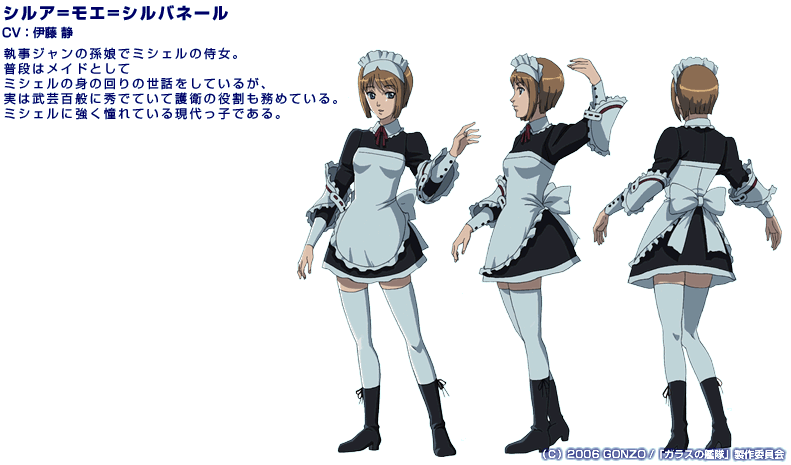 シルア＝モエ＝シルバネール
CV：伊藤 静
執事ジャンの孫娘でミシェルの侍女。
普段はメイドとして
ミシェルの身の回りの世話をしているが、
実は武芸百般に秀でていて護衛の役割も務めている。
ミシェルに強く憧れている現代っ子である。
（C）2006 GONZO / 「ガラスの艦隊」製作委員会